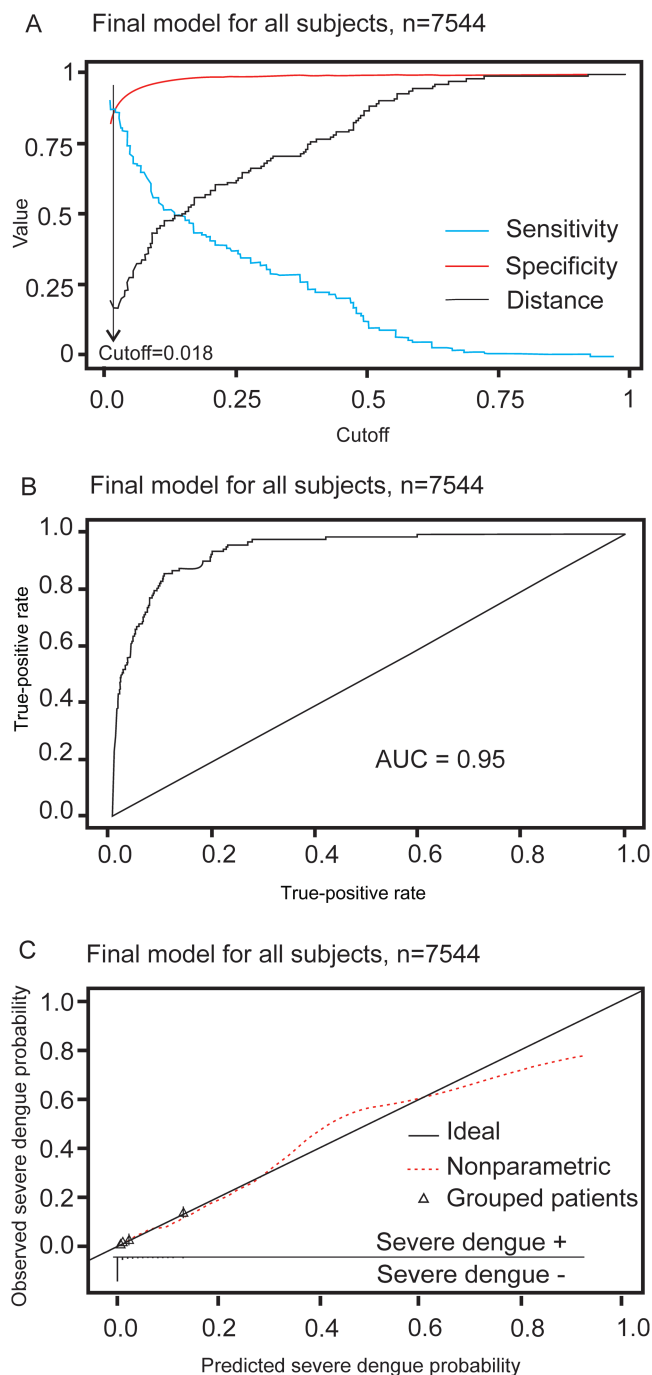 A Final model for all subjects, n=7544
1
0.75
0.5
0.25
0
Value
Sensitivity
Specificity
Distance
Cutoff=0.018
0.0 0.25 0.5 0.75 1
Cutoff
B Final model for all subjects, n=7544
1.0
0.8
0.6
0.4
0.2
0.0
True-positive rate
AUC = 0.95
0.0 0.2 0.4 0.6 0.8 1.0
True-positive rate
C Final model for all subjects, n=7544
1.0
0.8
0.6
0.4
0.2
0.0
Observed severe dengue probability
Ideal
Nonparametric
Grouped patients
Severe dengue +
Severe dengue -
0.0 0.2 0.4 0.6 0.8 1.0
Predicted severe dengue probability